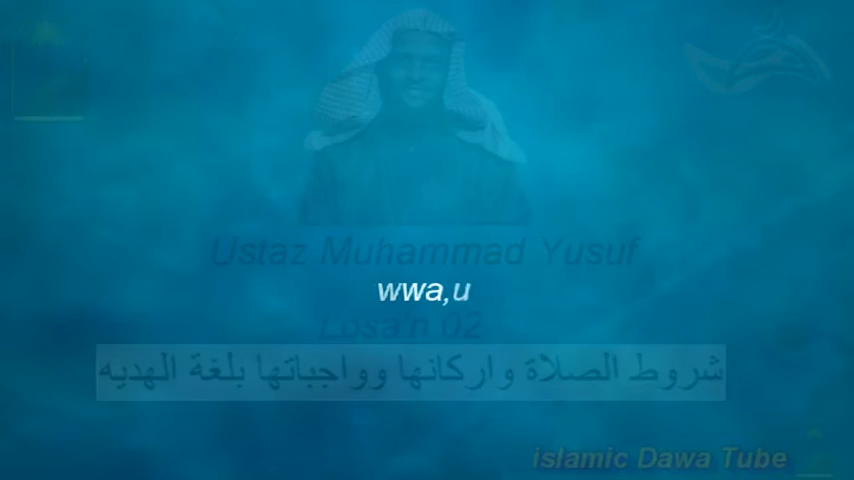 Ustaz Muhammad Yusuf
wwa,u
Losa'n 02
شروط الصلاة واركانها وواجباتها بلغة الهديه
islamic Dawa Tube